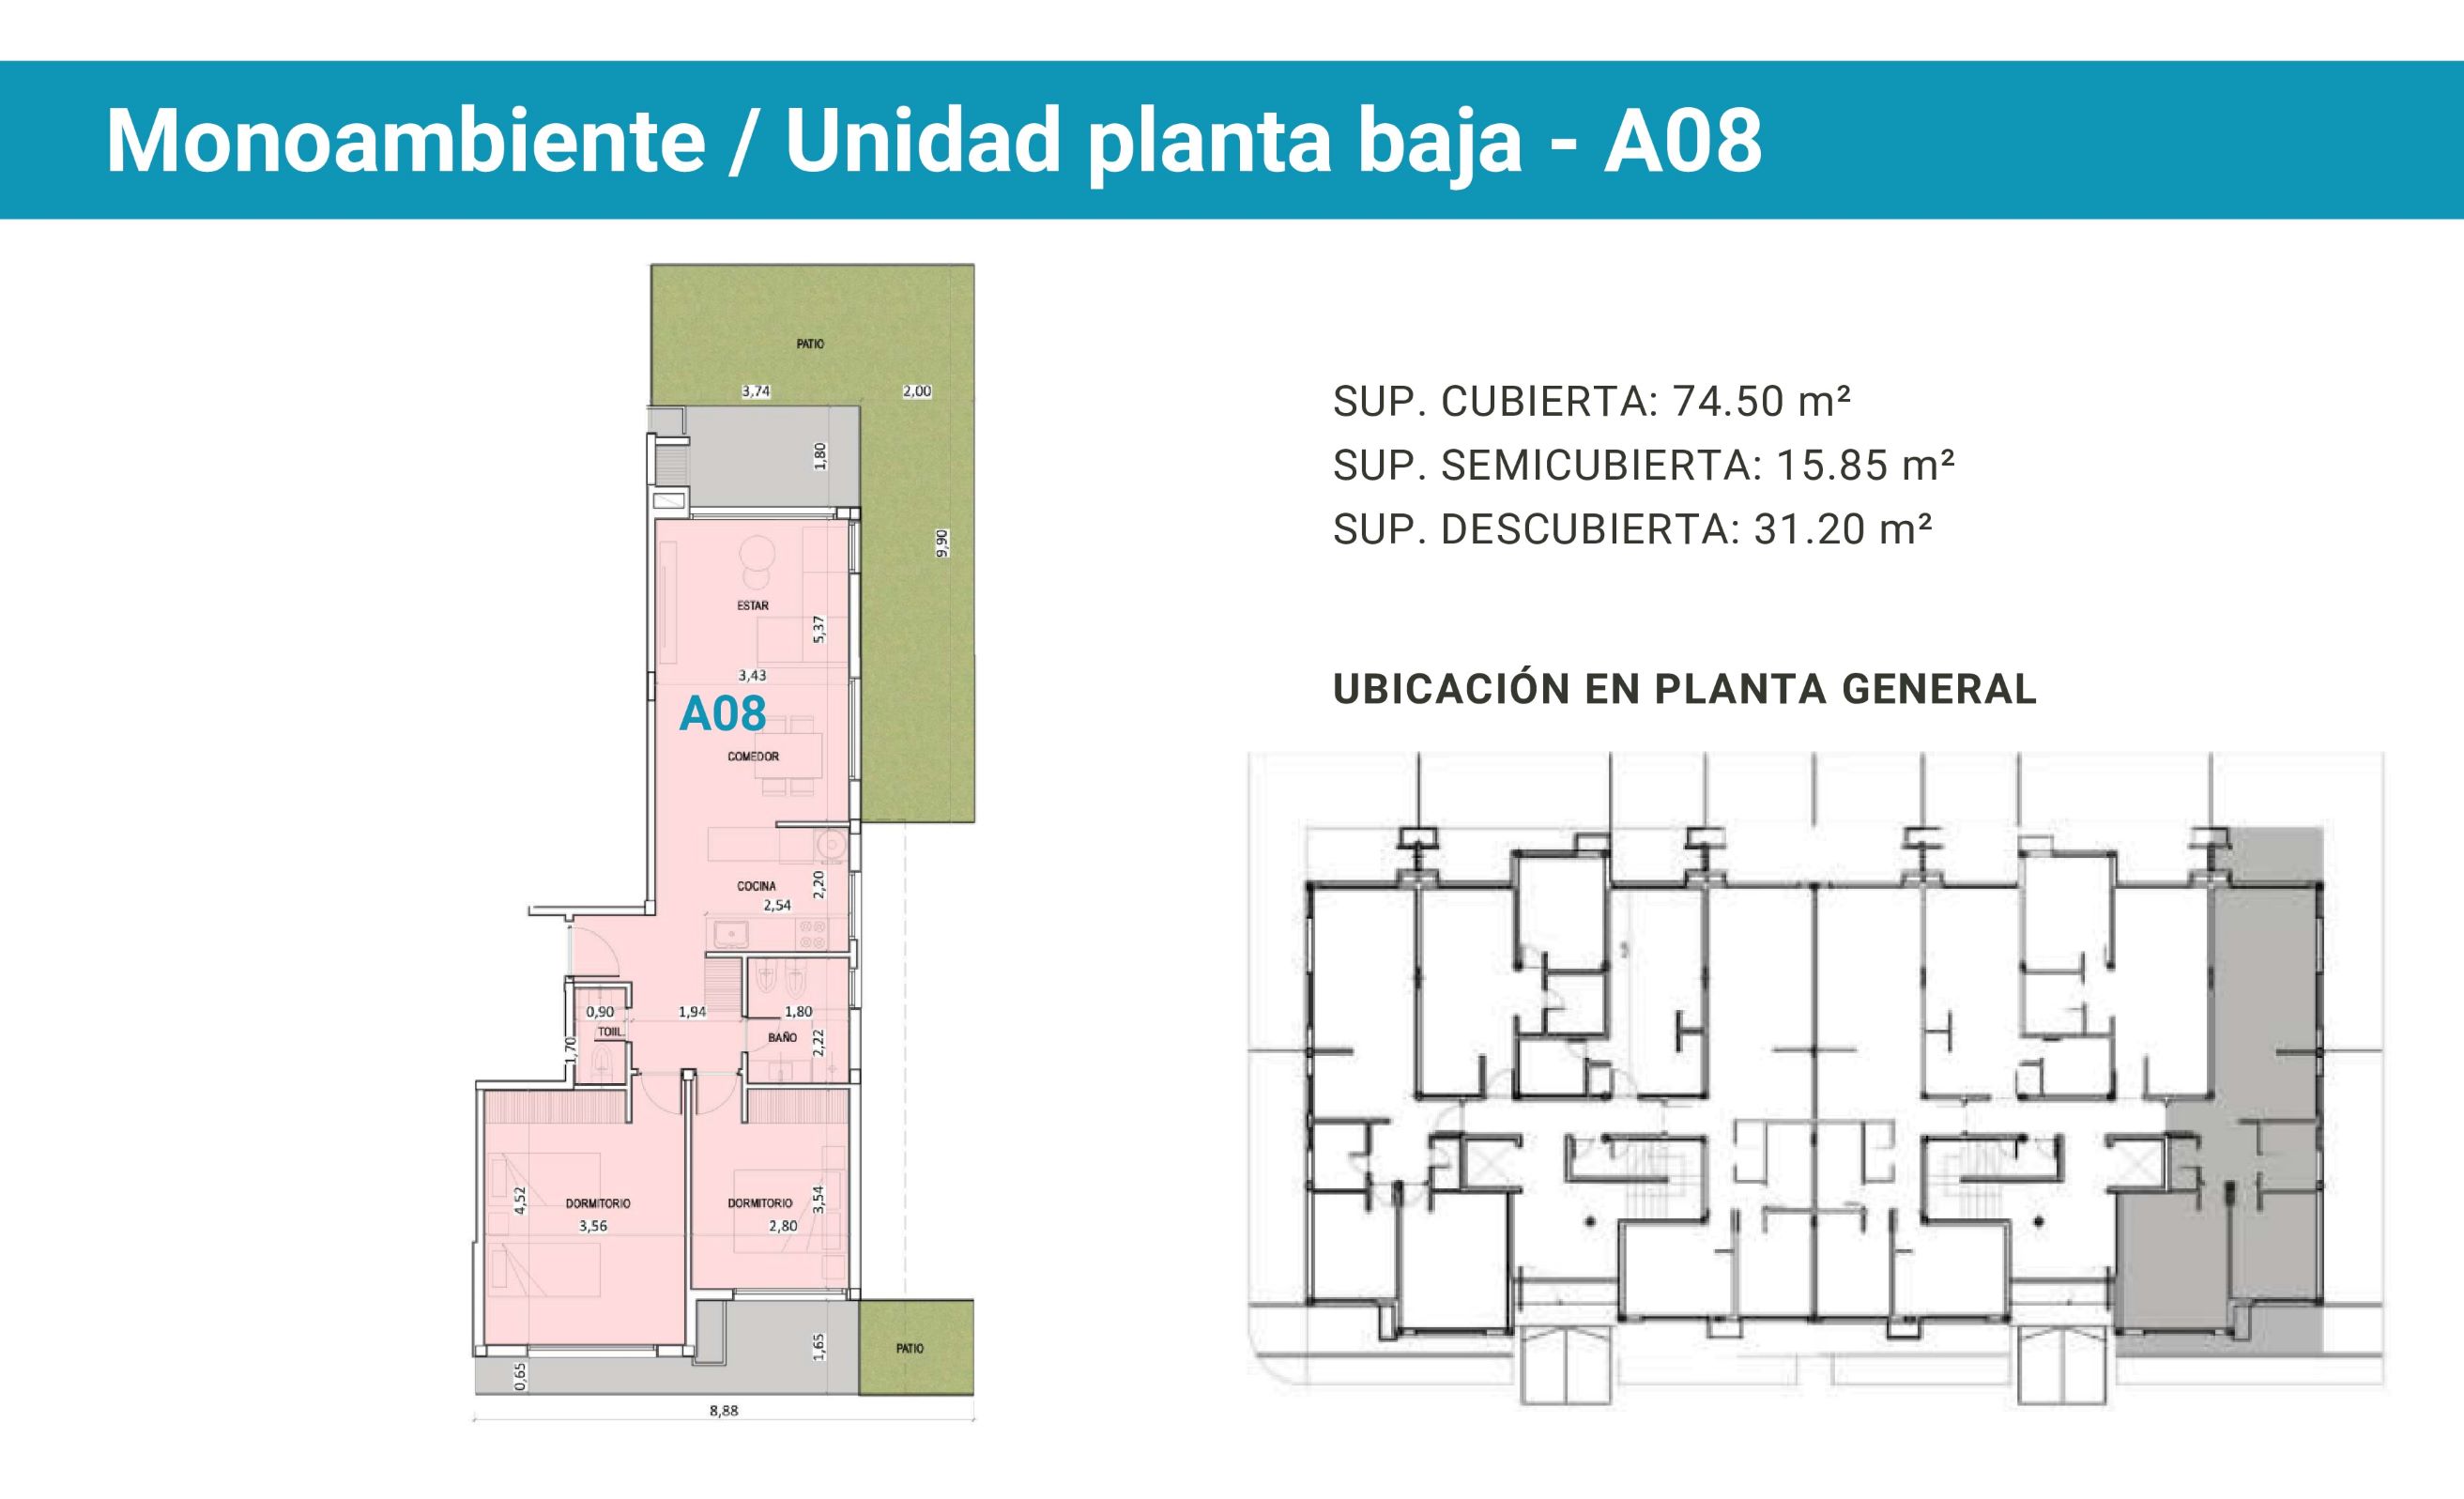 Monoambiente / Unidad planta baja - A08
PATIO
3,74
2,00
1,80
9,90
ESTAR
5,37
3,43
A08
COMEDOR
COCINA
2,20
2,54
0,90
1,94
1,80
TOIIL.
BAÑO
1,70
2,22
4,52
DORMITORIO
3,56
DORMITORIO
3,54
2,80
1,65
0,65
PATIO
8,88
SUP. CUBIERTA: 74.50 m²
SUP. SEMICUBIERTA: 15.85 m²
SUP. DESCUBIERTA: 31.20 m²
UBICACIÓN EN PLANTA GENERAL